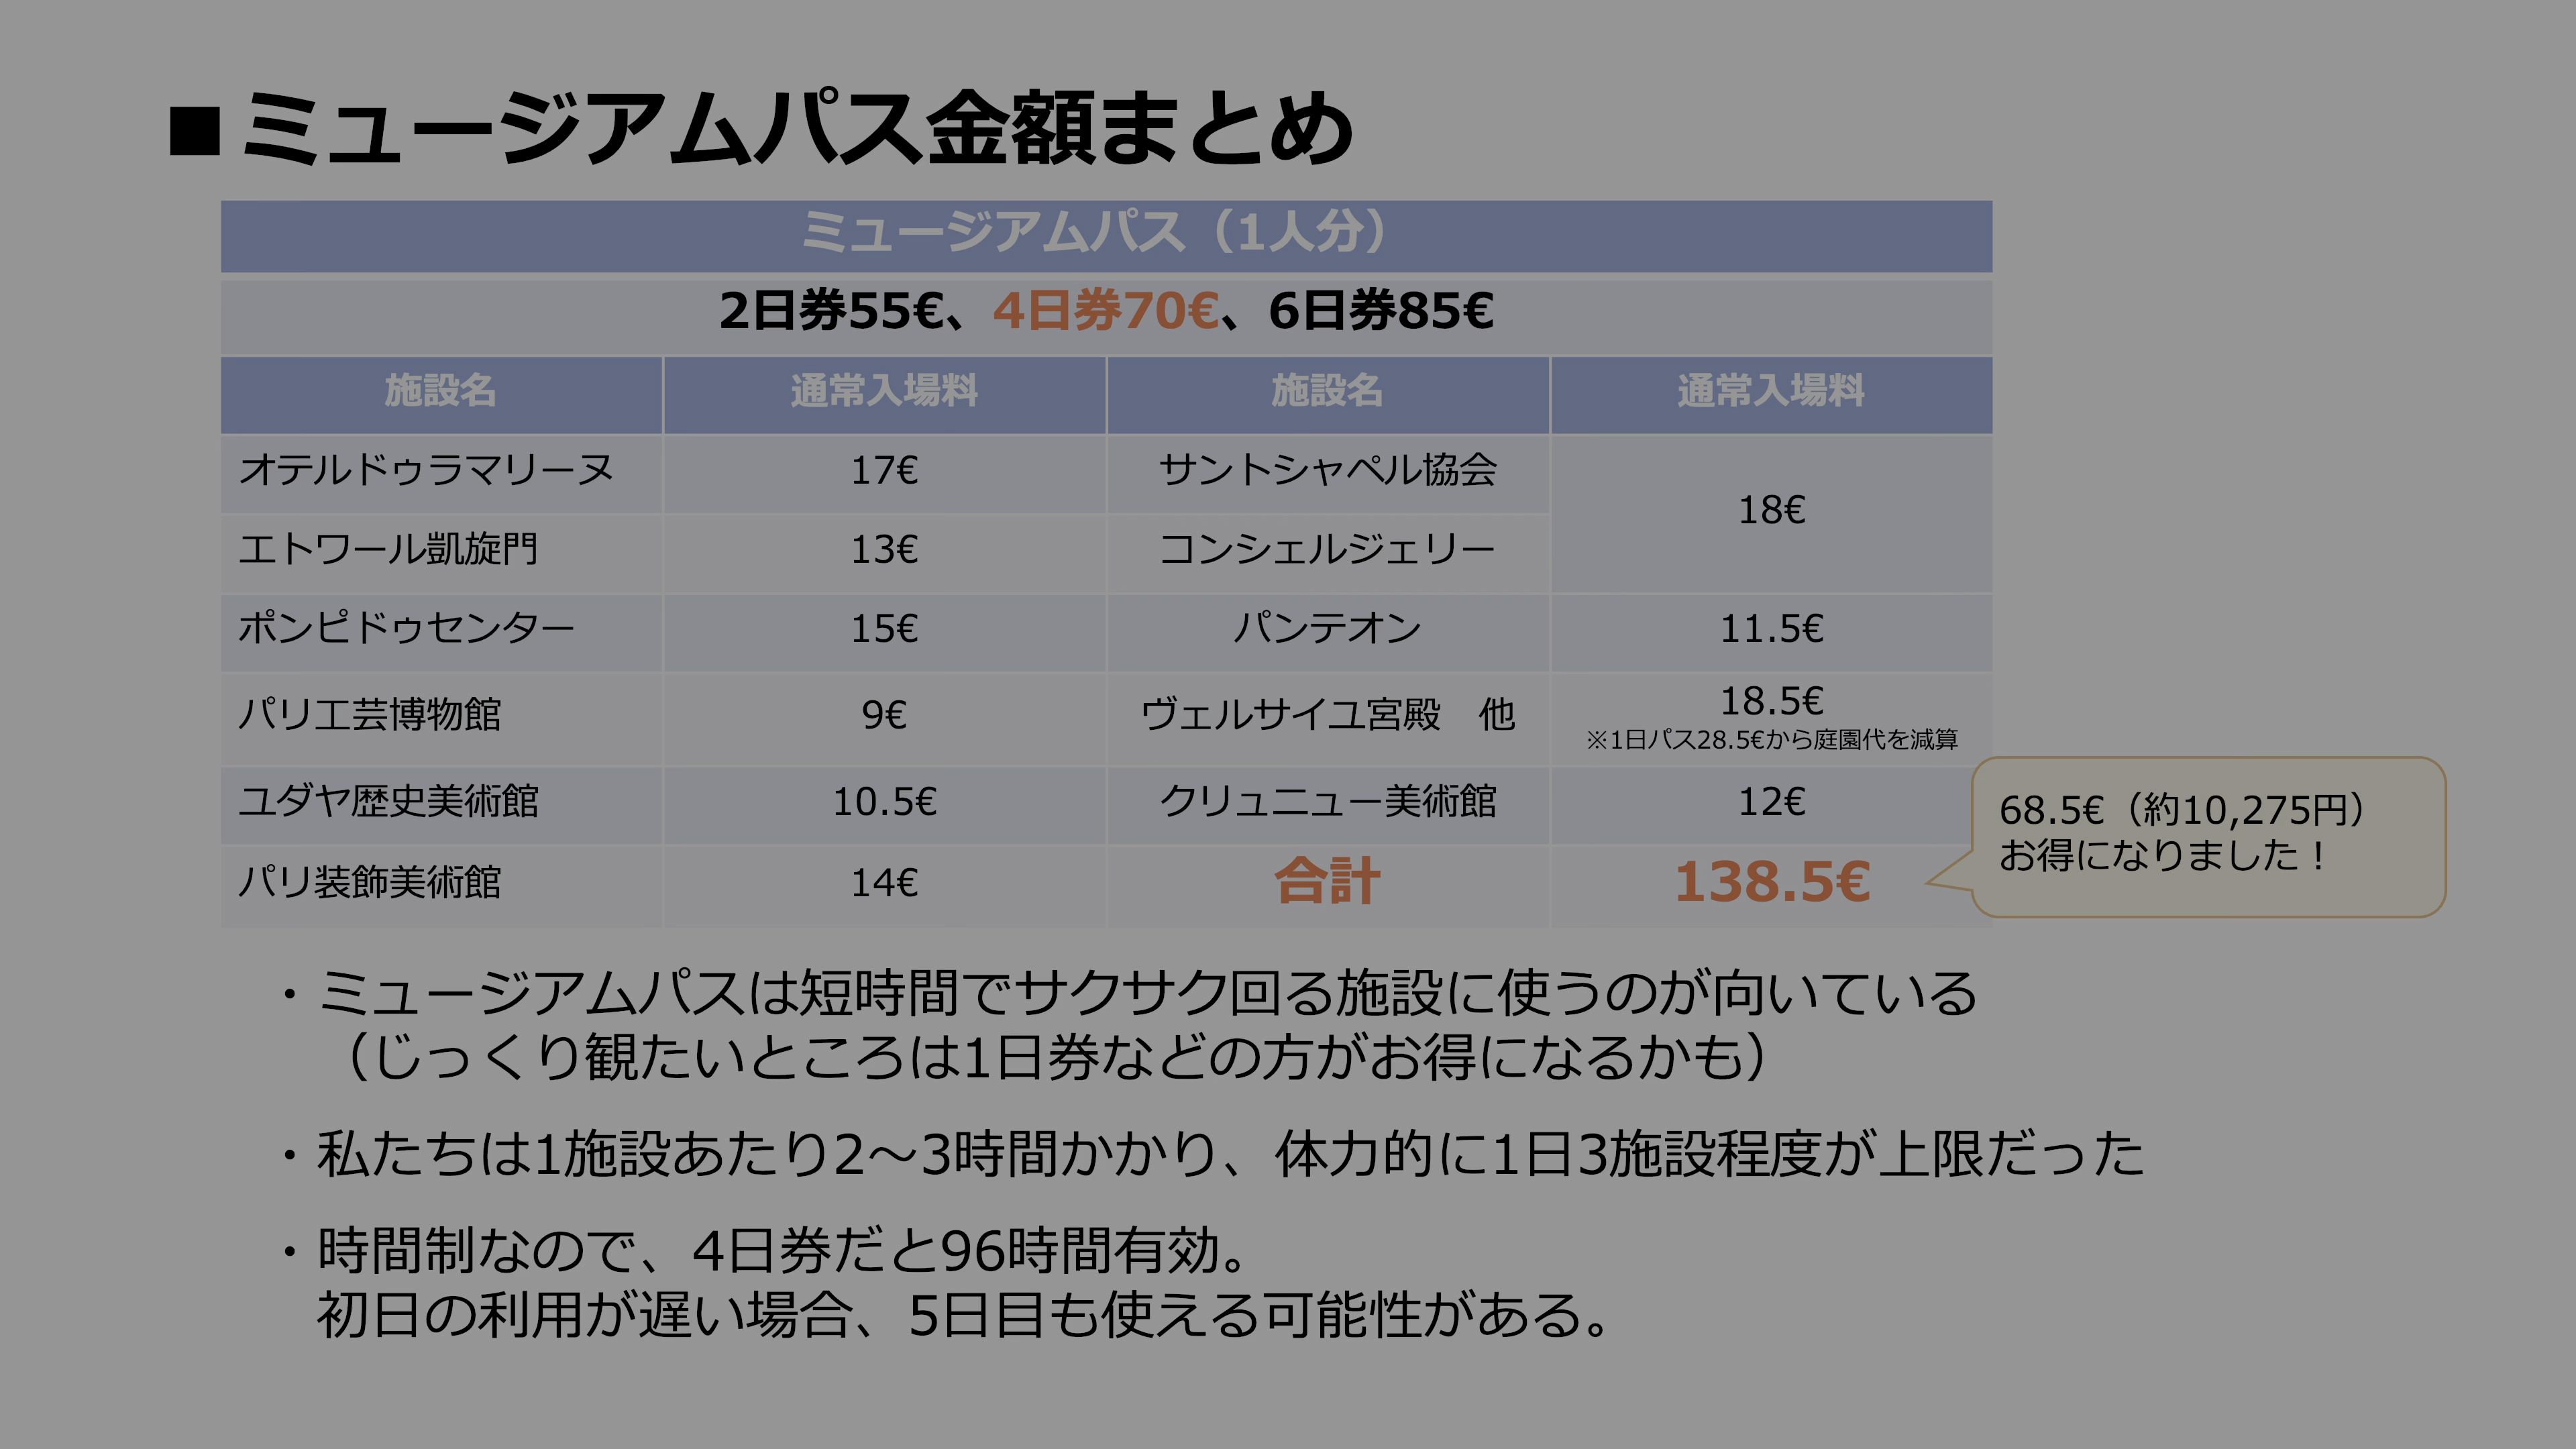 ■ミュージアムパス金額まとめ
ミュージアムパス（1人分）
2日券55€、4日券70€、6日券85€
施設名 通常入場料 施設名 通常入場料
オテルドゥラマリーヌ 17€ サントシャペル協会 18€
エトワール凱旋門 13€ コンシェルジェリー
ポンピドゥセンター 15€ パンテオン 11.5€
パリ工芸博物館 9€ ヴェルサイユ宮殿　他 18.5€
※1日パス28.5€から庭園代を減算
ユダヤ歴史美術館 10.5€ クリュニュー美術館 12€
パリ装飾美術館 14€ 合計 138.5€
68.5€（約10,275円）
お得になりました！
・ミュージアムパスは短時間でサクサク回る施設に使うのが向いている
（じっくり観たいところは1日券などの方がお得になるかも）
・私たちは1施設あたり2～3時間かかり、体力的に1日3施設程度が上限だった
・時間制なので、4日券だと96時間有効。
初日の利用が遅い場合、5日目も使える可能性がある。